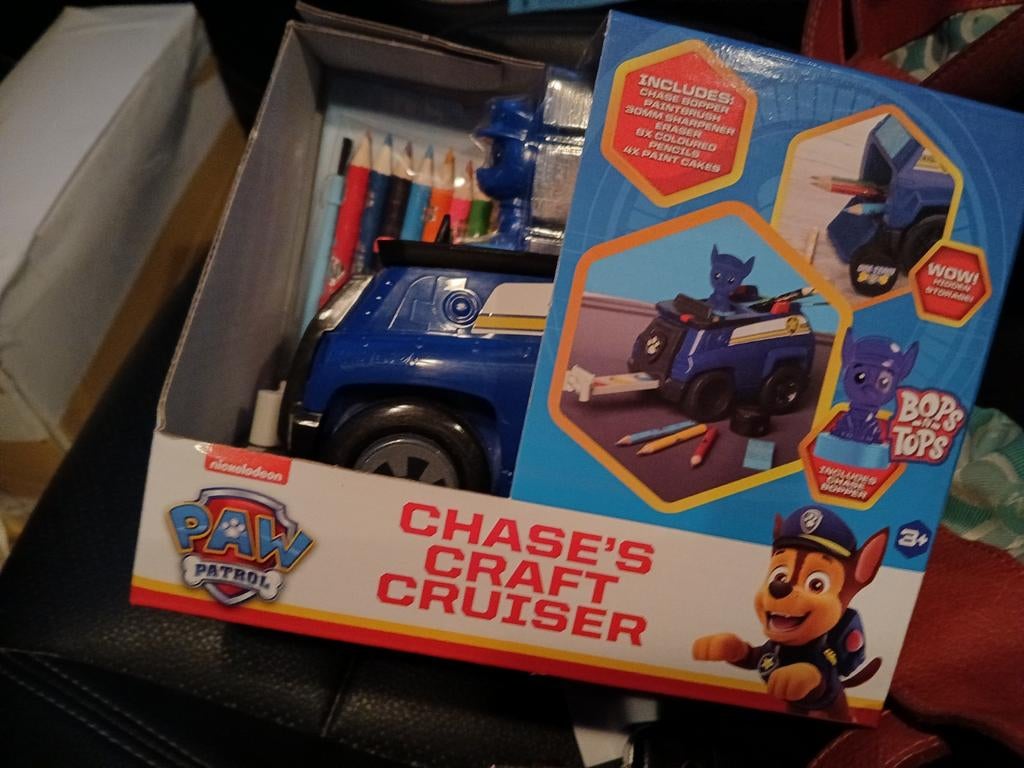 INCLUDES:
CHASE BOPPER
PAINTBRUSH
30MM SHARPENER
ERASER
8X COLOURED
PENCILS
4X PAINT CAKES
WOW!
HIDDEN
STORAGE!
BOPS
TOPS
INCLUDES
CHASE
BOPPER
3+
nickelodeon
PAW
PATROL
CHASE'S
CRAFT
CRUISER